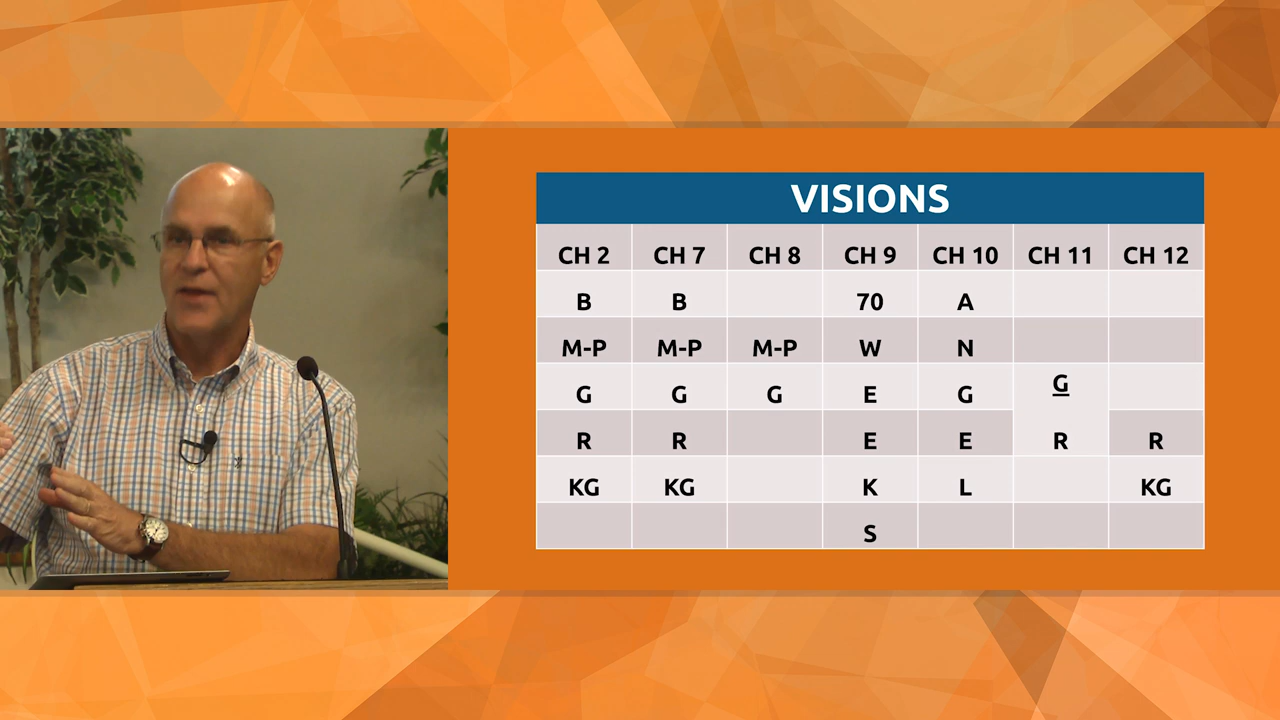 VISIONS
CH 2 CH 7 CH 8 CH 9 CH 10 CH 11 CH 12
B B 70 A
M-P M-P M-P W N
G G G E G G
R R E E R R
KG KG K L KG
S